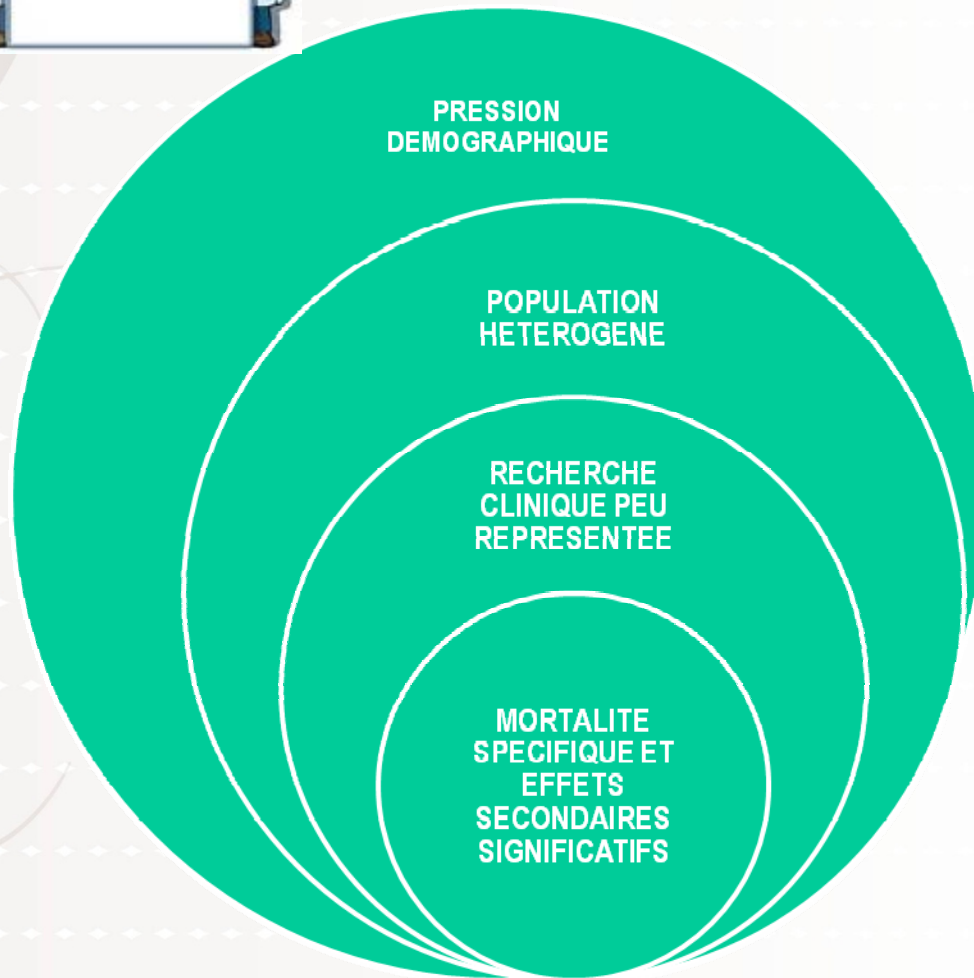 PRESSION
DEMOGRAPHIQUE
POPULATION
HETEROGENE
RECHERCHE
CLINIQUE PEU
REPRESENTEE
MORTALITE
SPECIFIQUE ET
EFFETS
SECONDAIRES
SIGNIFICATIFS